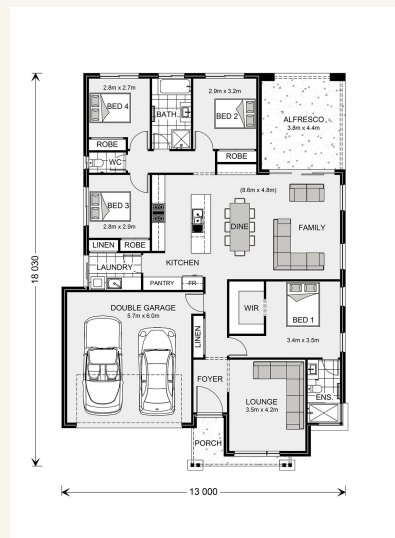 2.8m x 2.7m
BED 4
BATH
2.9m x 3.2m
BED 2
ALFRESCO
3.8m x 4.4m
ROBE
WC
ROBE
BED 3
2.8m x 2.9m
(8.6m x 4.8m)
DINE
FAMILY
LINEN
ROBE
LAUNDRY
KITCHEN
PANTRY
FR
DOUBLE GARAGE
5.7m x 6.0m
WIR
BED 1
3.4m x 3.5m
LINEN
FOYER
LOUNGE
3.5m x 4.2m
ENS.
PORCH
18 030
13 000